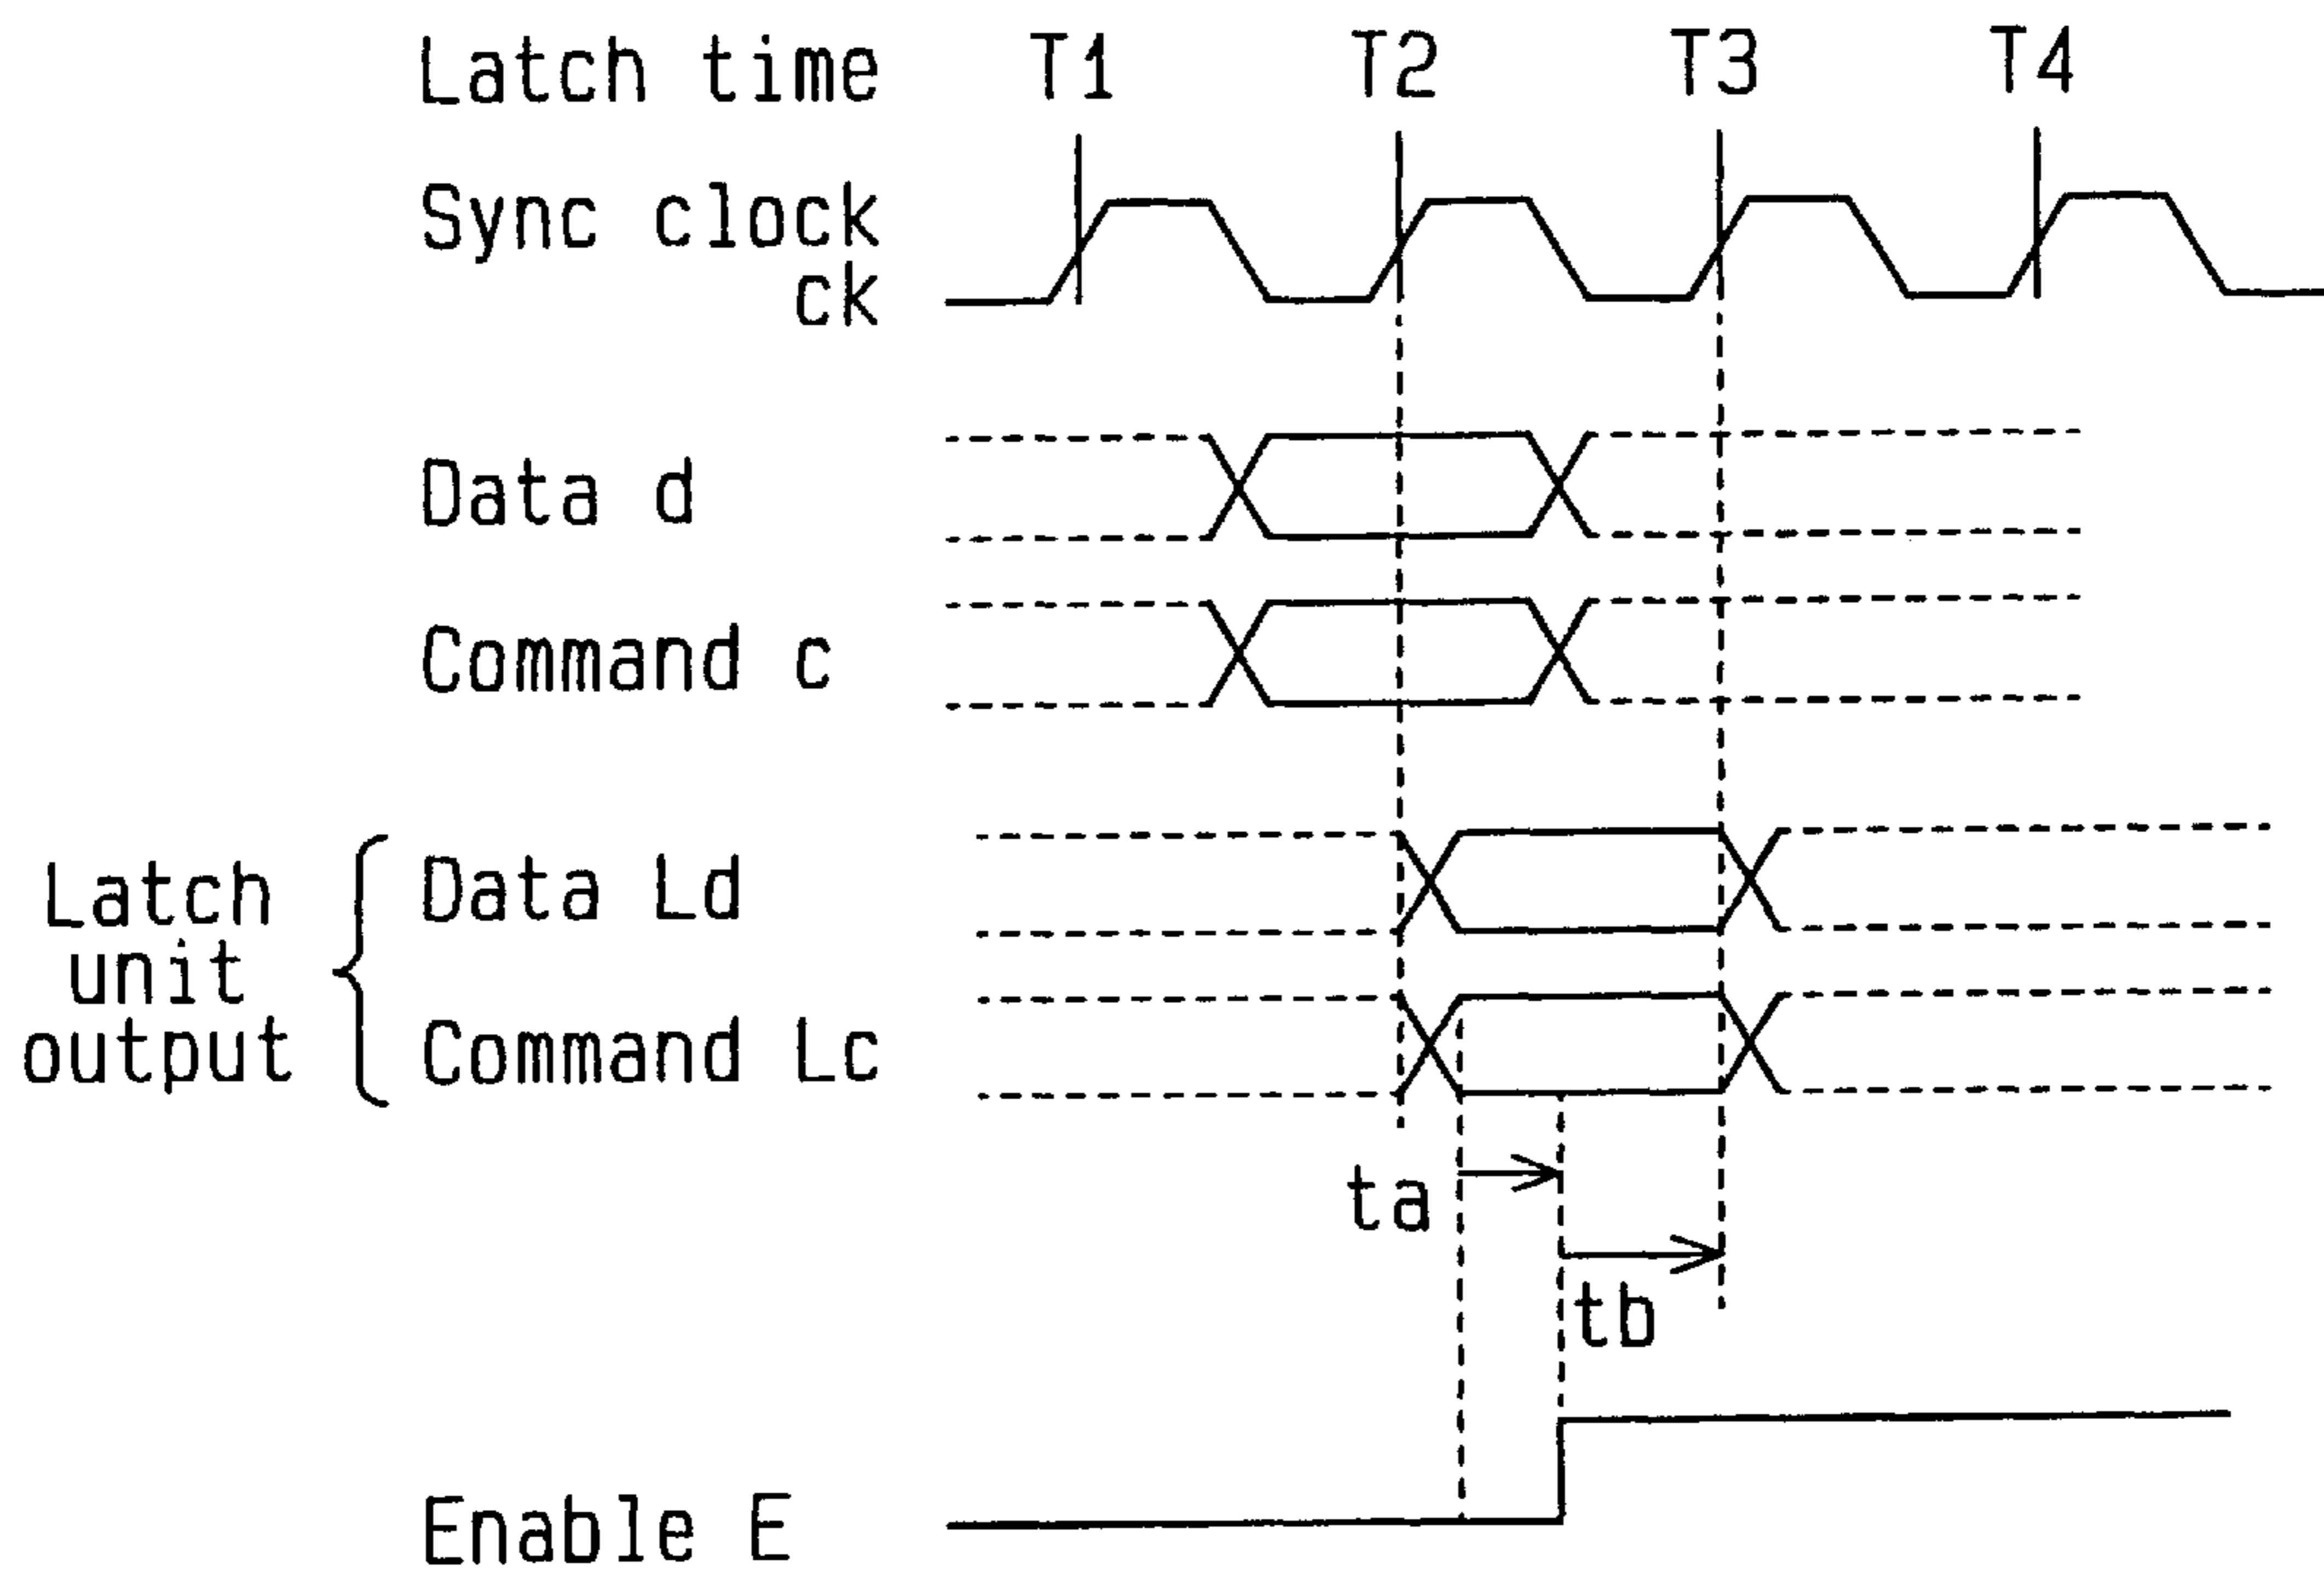 Latch time T1 T2 T3 T4
Sync clock
ck
Data d
Command c
Latch
unit
output
Data Ld
Command Lc
ta
tb
Enable E